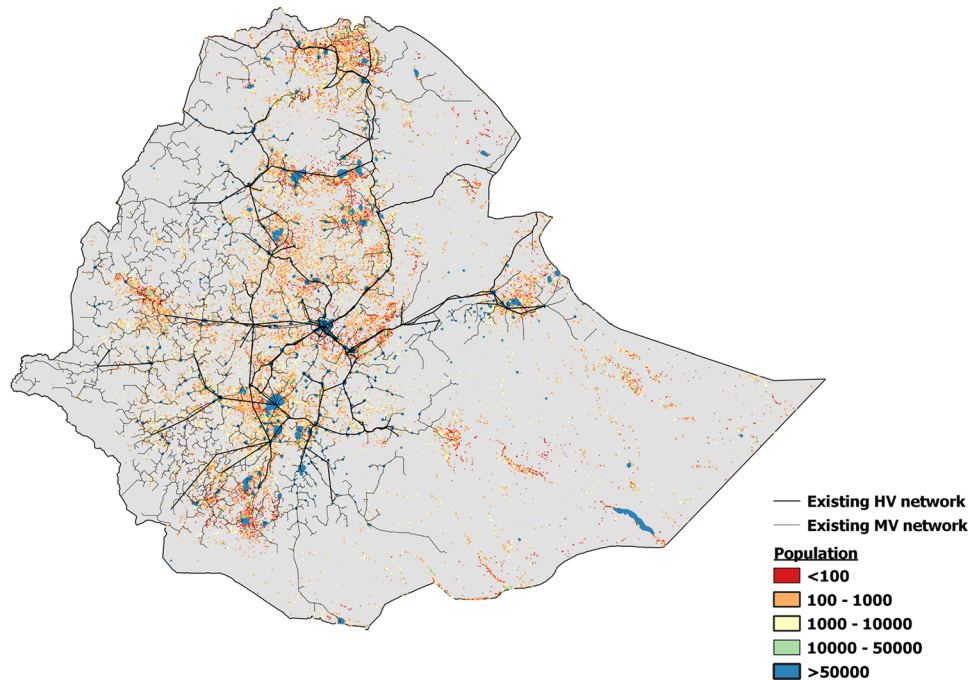 Existing HV network
Existing MV network
Population
<100
100 - 1000
1000 - 10000
10000 - 50000
>50000